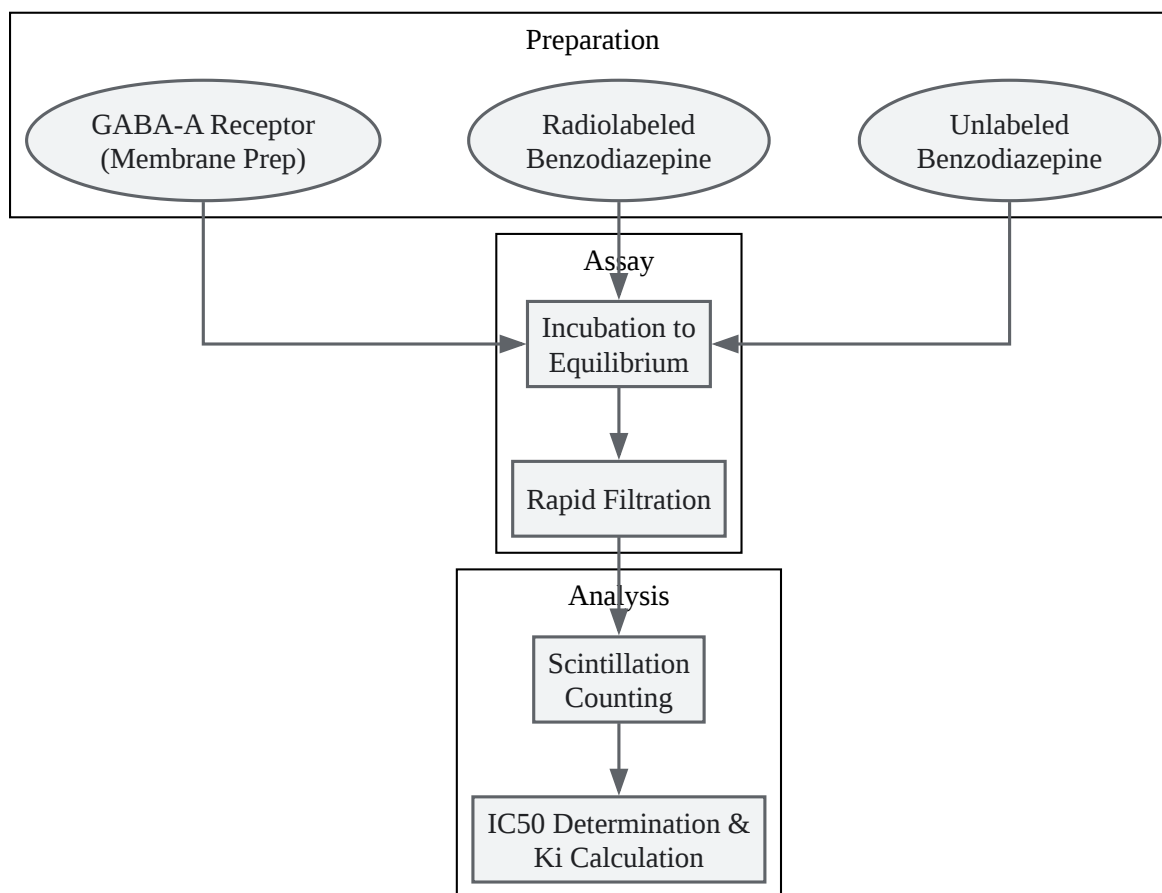 Preparation
GABA-A Receptor
(Membrane Prep)
Radiolabeled
Benzodiazepine
Unlabeled
Benzodiazepine
Assay
Incubation to
Equilibrium
Rapid Filtration
Analysis
Scintillation
Counting
IC50 Determination &
Ki Calculation